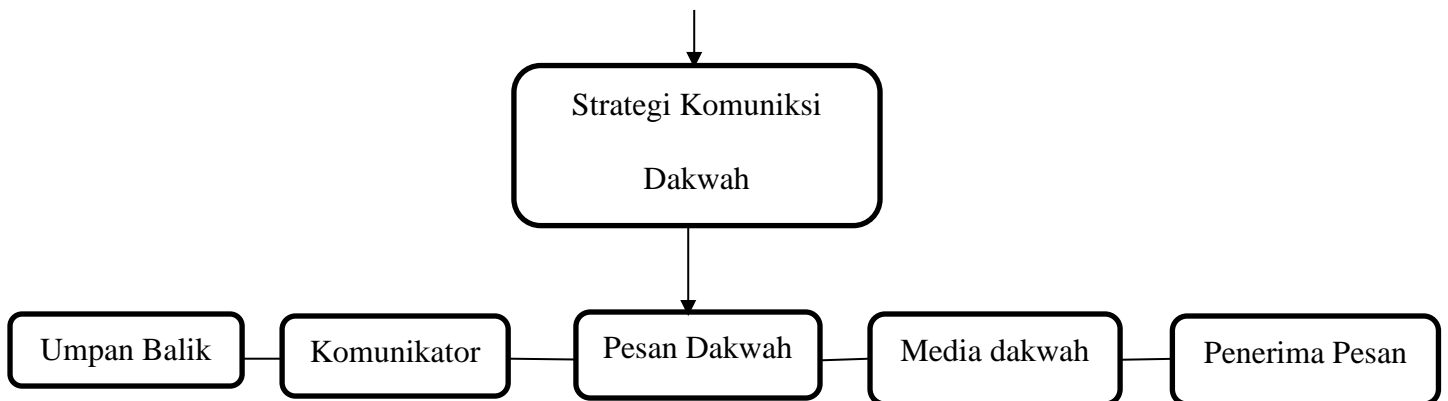 Strategi Komuniksi
Dakwah
Umpan Balik
Komunikator
Pesan Dakwah
Media dakwah
Penerima Pesan